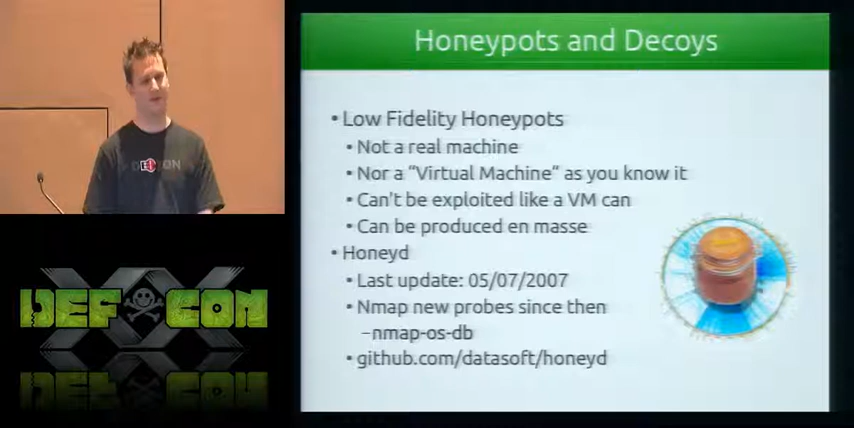 Honeypots and Decoys
• Low Fidelity Honeypots
• Not a real machine
• Nor a “Virtual Machine” as you know it
• Can't be exploited like a VM can
• Can be produced en masse
• Honeyd
• Last update: 05/07/2007
• Nmap new probes since then
–nmap-os-db
• github.com/datasoft/honeyd
DEFCON
XX
DEF CON